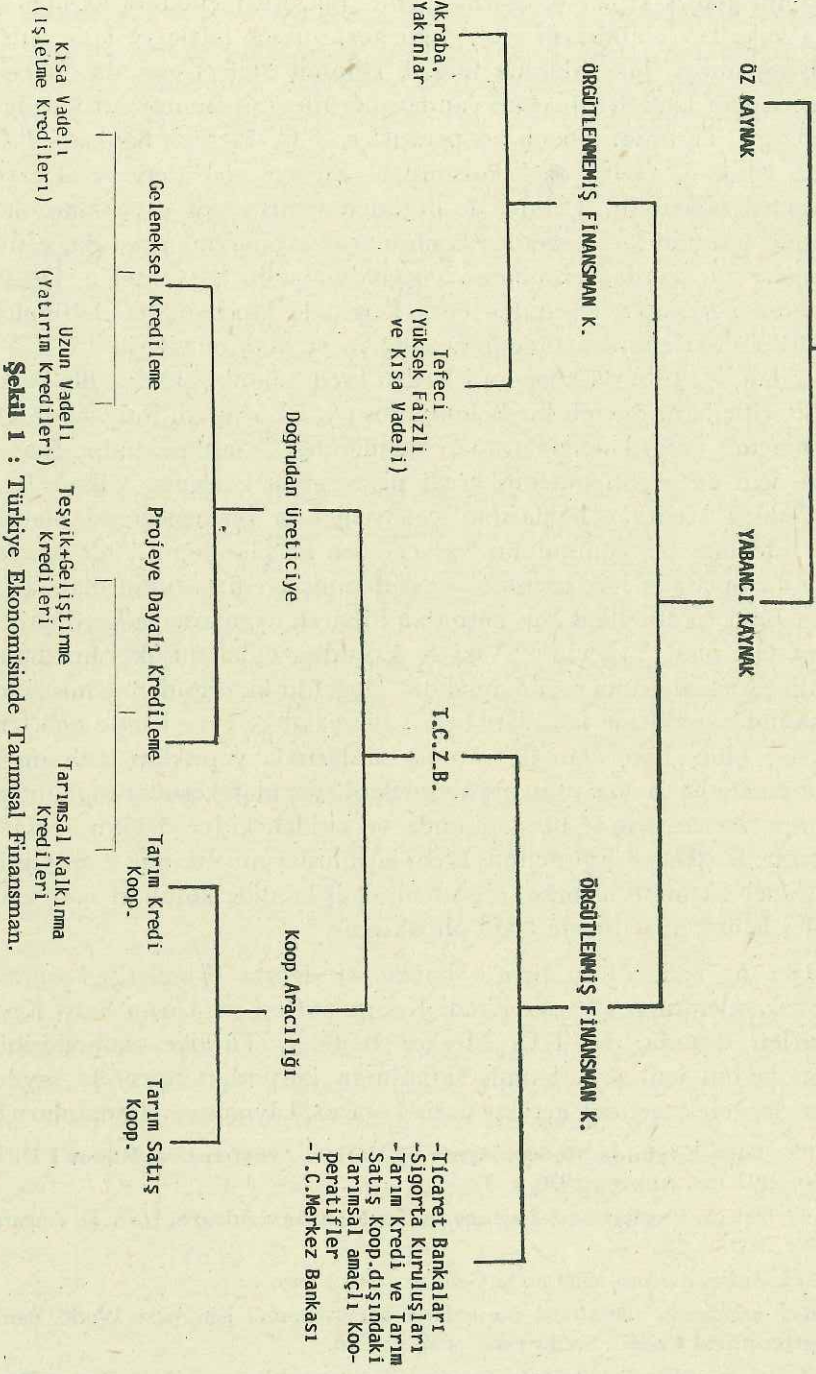 ÖZ KAYNAK
YABANCI KAYNAK
ÖRGÜTLENMEMİŞ FİNANSMAN K.
ÖRGÜTLENMİŞ FİNANSMAN K.
Akraba.
Yakınlar
Tefeci
(Yüksek Faizli
ve Kısa Vadeli)
T.C.Z.B.
-Ticaret Bankaları
-Sigorta Kuruluşları
-Tarım Kredi ve Tarım
Satış Koop.dışındaki
Tarımsal amaçlı Koo-
peratifler
-T.C.Merkez Bankası
Doğrudan Üreticiye
Koop.Aracılığı
Geleneksel Kredileme
Projeye Dayalı Kredileme
Tarım Kredi
Koop.
Tarım Satış
Koop.
Kısa Vadeli
(İşletme Kredileri)
Uzun Vadeli
(Yatırım Kredileri)
Teşvik+Geliştirme
Kredileri
Tarımsal Kalkınma
Kredileri
Şekil 1 : Türkiye Ekonomisinde Tarımsal Finansman.